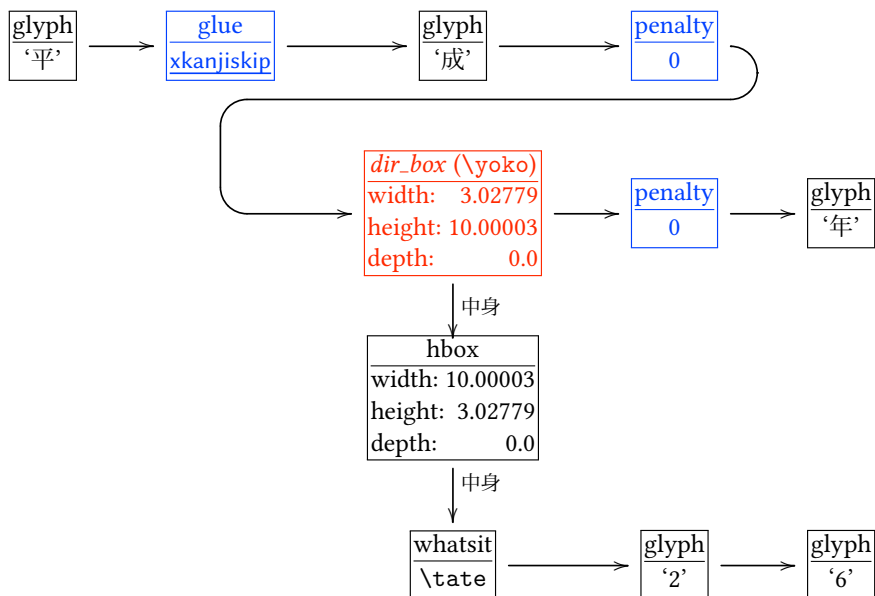 glyph
‘平’
glue
xkanjiskip
glyph
‘成’
penalty
0
dir_box (\yoko)
width: 3.02779
height: 10.00003
depth: 0.0
penalty
0
glyph
‘年’
中身
hbox
width: 10.00003
height: 3.02779
depth: 0.0
中身
whatsit
\tate
glyph
‘2’
glyph
‘6’